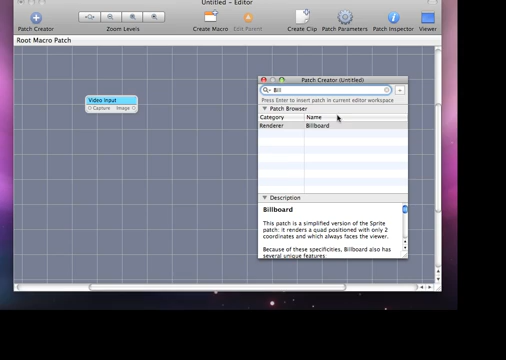 Untitled - Editor
Patch Creator
Zoom Levels
Create Macro
Edit Parent
Create Clip
Patch Parameters
Patch Inspector
Viewer
Root Macro Patch
Video Input
Capture Image
Patch Creator (Untitled)
Bill
Press Enter to insert patch in current editor workspace
Patch Browser
Category Name
Renderer Billboard
Description
Billboard
This patch is a simplified version of the Sprite
patch: it renders a quad positioned with only 2
coordinates and which always faces the viewer.
Because of these specificities, Billboard also has
several unique features